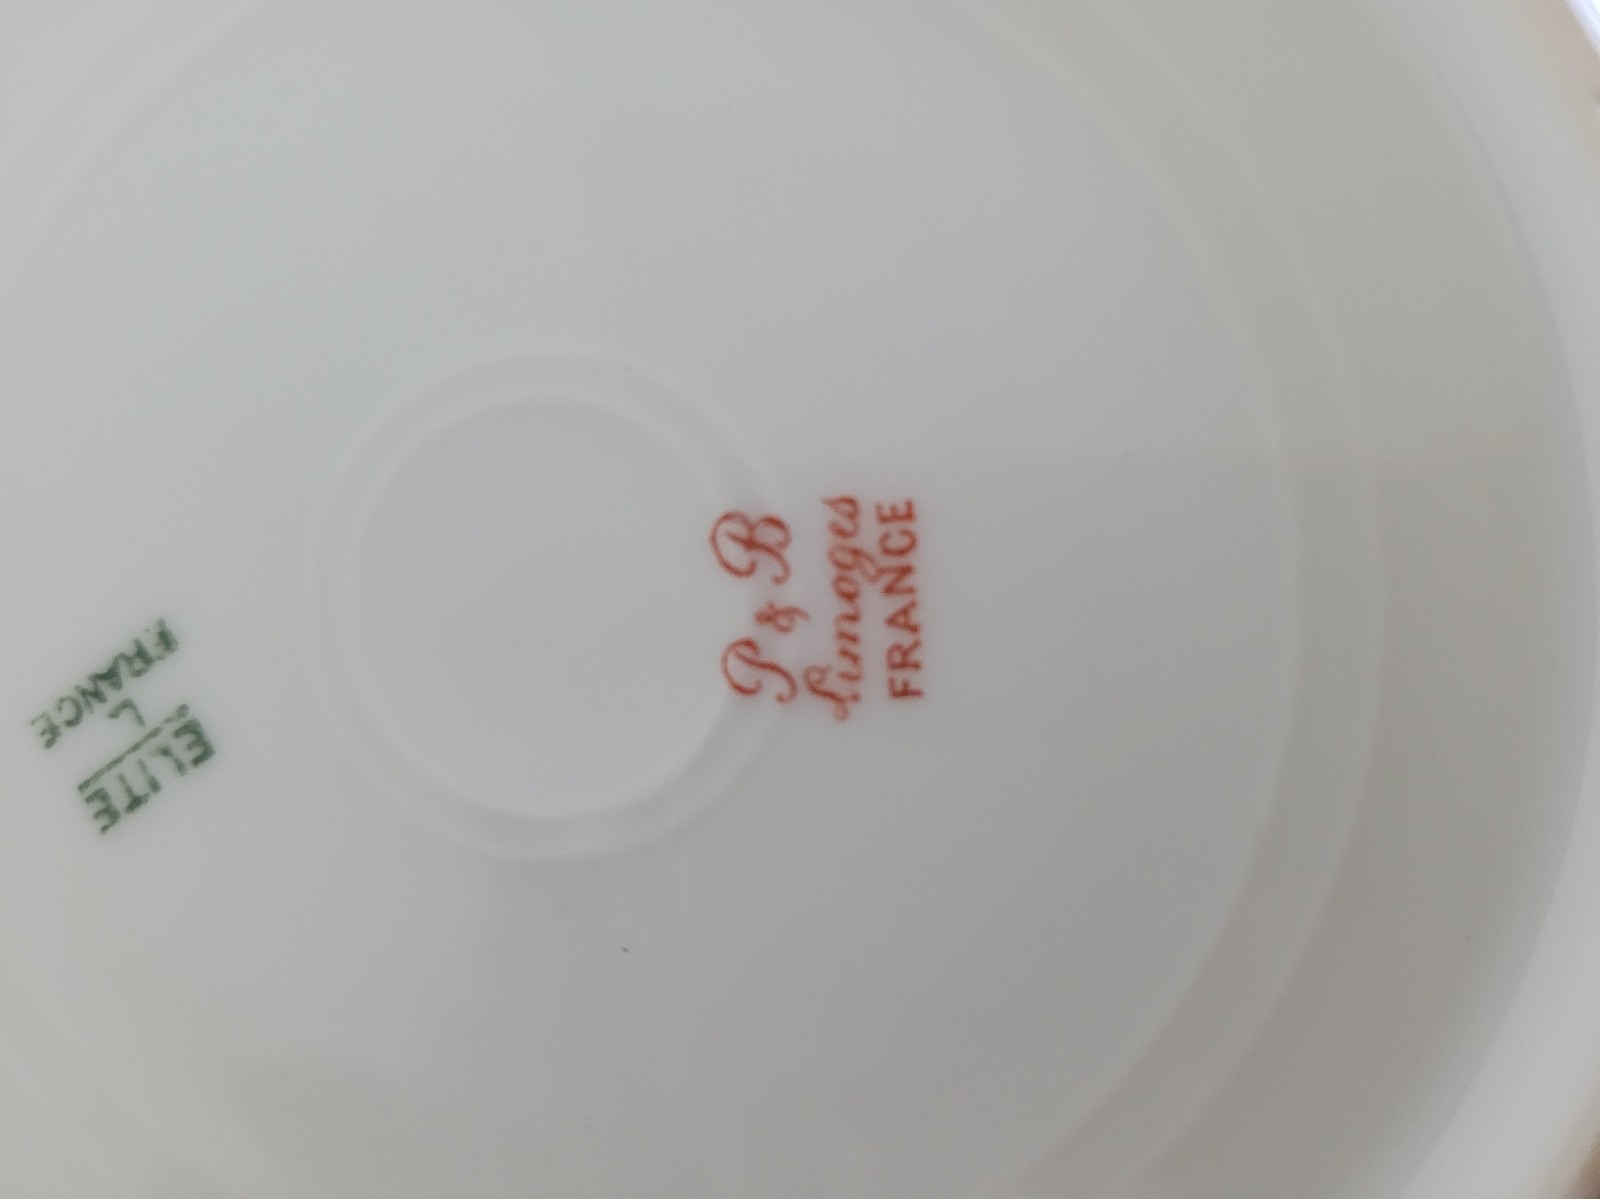 P & B
Limoges
FRANCE
ELITE
L
FRANCE